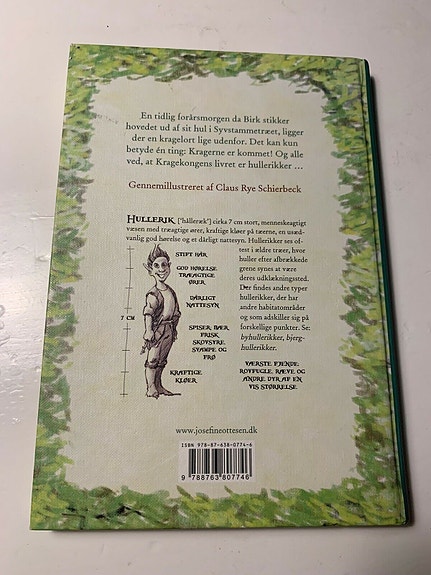 En tidlig forårsmorgen da Birk stikker
hovedet ud af sit hul i Syvstammetræet, ligger
der en kragelort lige udenfor. Det kan kun
betyde én ting: Kragerne er kommet! Og alle
ved, at Kragekongens livret er hullerikker ...
Gennemillustreret af Claus Rye Schierbeck
HULLERIK ["hålleræk"] cirka 7 cm stort, menneskeagtigt
væsen med træagtige ører, kraftige kløer på tæerne, en usæd-
vanlig god hørelse og et dårligt nattesyn. Hullerikker ses of-
test i ældre træer, hvor
huller efter afbrækkede
grene synes at være
deres udklækningssted.
Der findes andre typer
hullerikker, der har
andre habitatområder
og som adskiller sig på
forskellige punkter. Se:
byhullerikker, bjerg-
hullerikker.
STIFT HÅR
GOD HØRELSE
TRÆAGTIGE
ØRER
DÅRLIGT
NATTESYN
7 CM
SPISER BÆR
FRISK
SKOVSYRE
SVAMPE OG
FRØ
KRAFTIGE
KLØER
VÆRSTE FJENDE:
ROVFUGLE, RÆVE OG
ANDRE DYR AF EN
VIS STØRRELSE.
www.josefineottesen.dk
ISBN 978-87-638-0774-6
9 788763 807746